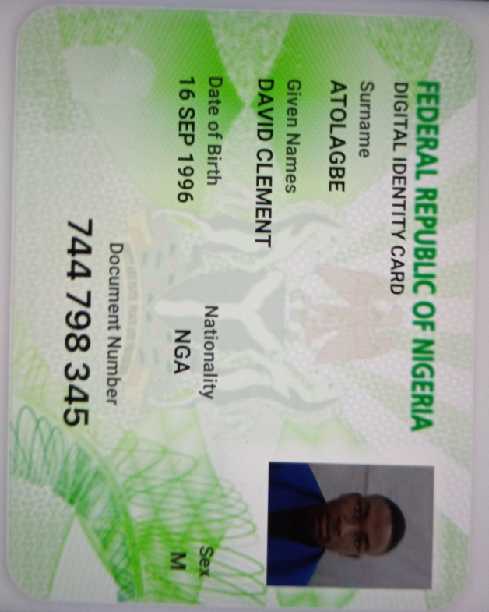 FEDERAL REPUBLIC OF NIGERIA
DIGITAL IDENTITY CARD
Surname
ATOLAGBE
Given Names
DAVID CLEMENT
Date of Birth
16 SEP 1996
Nationality
NGA
Sex
M
Document Number
744 798 345